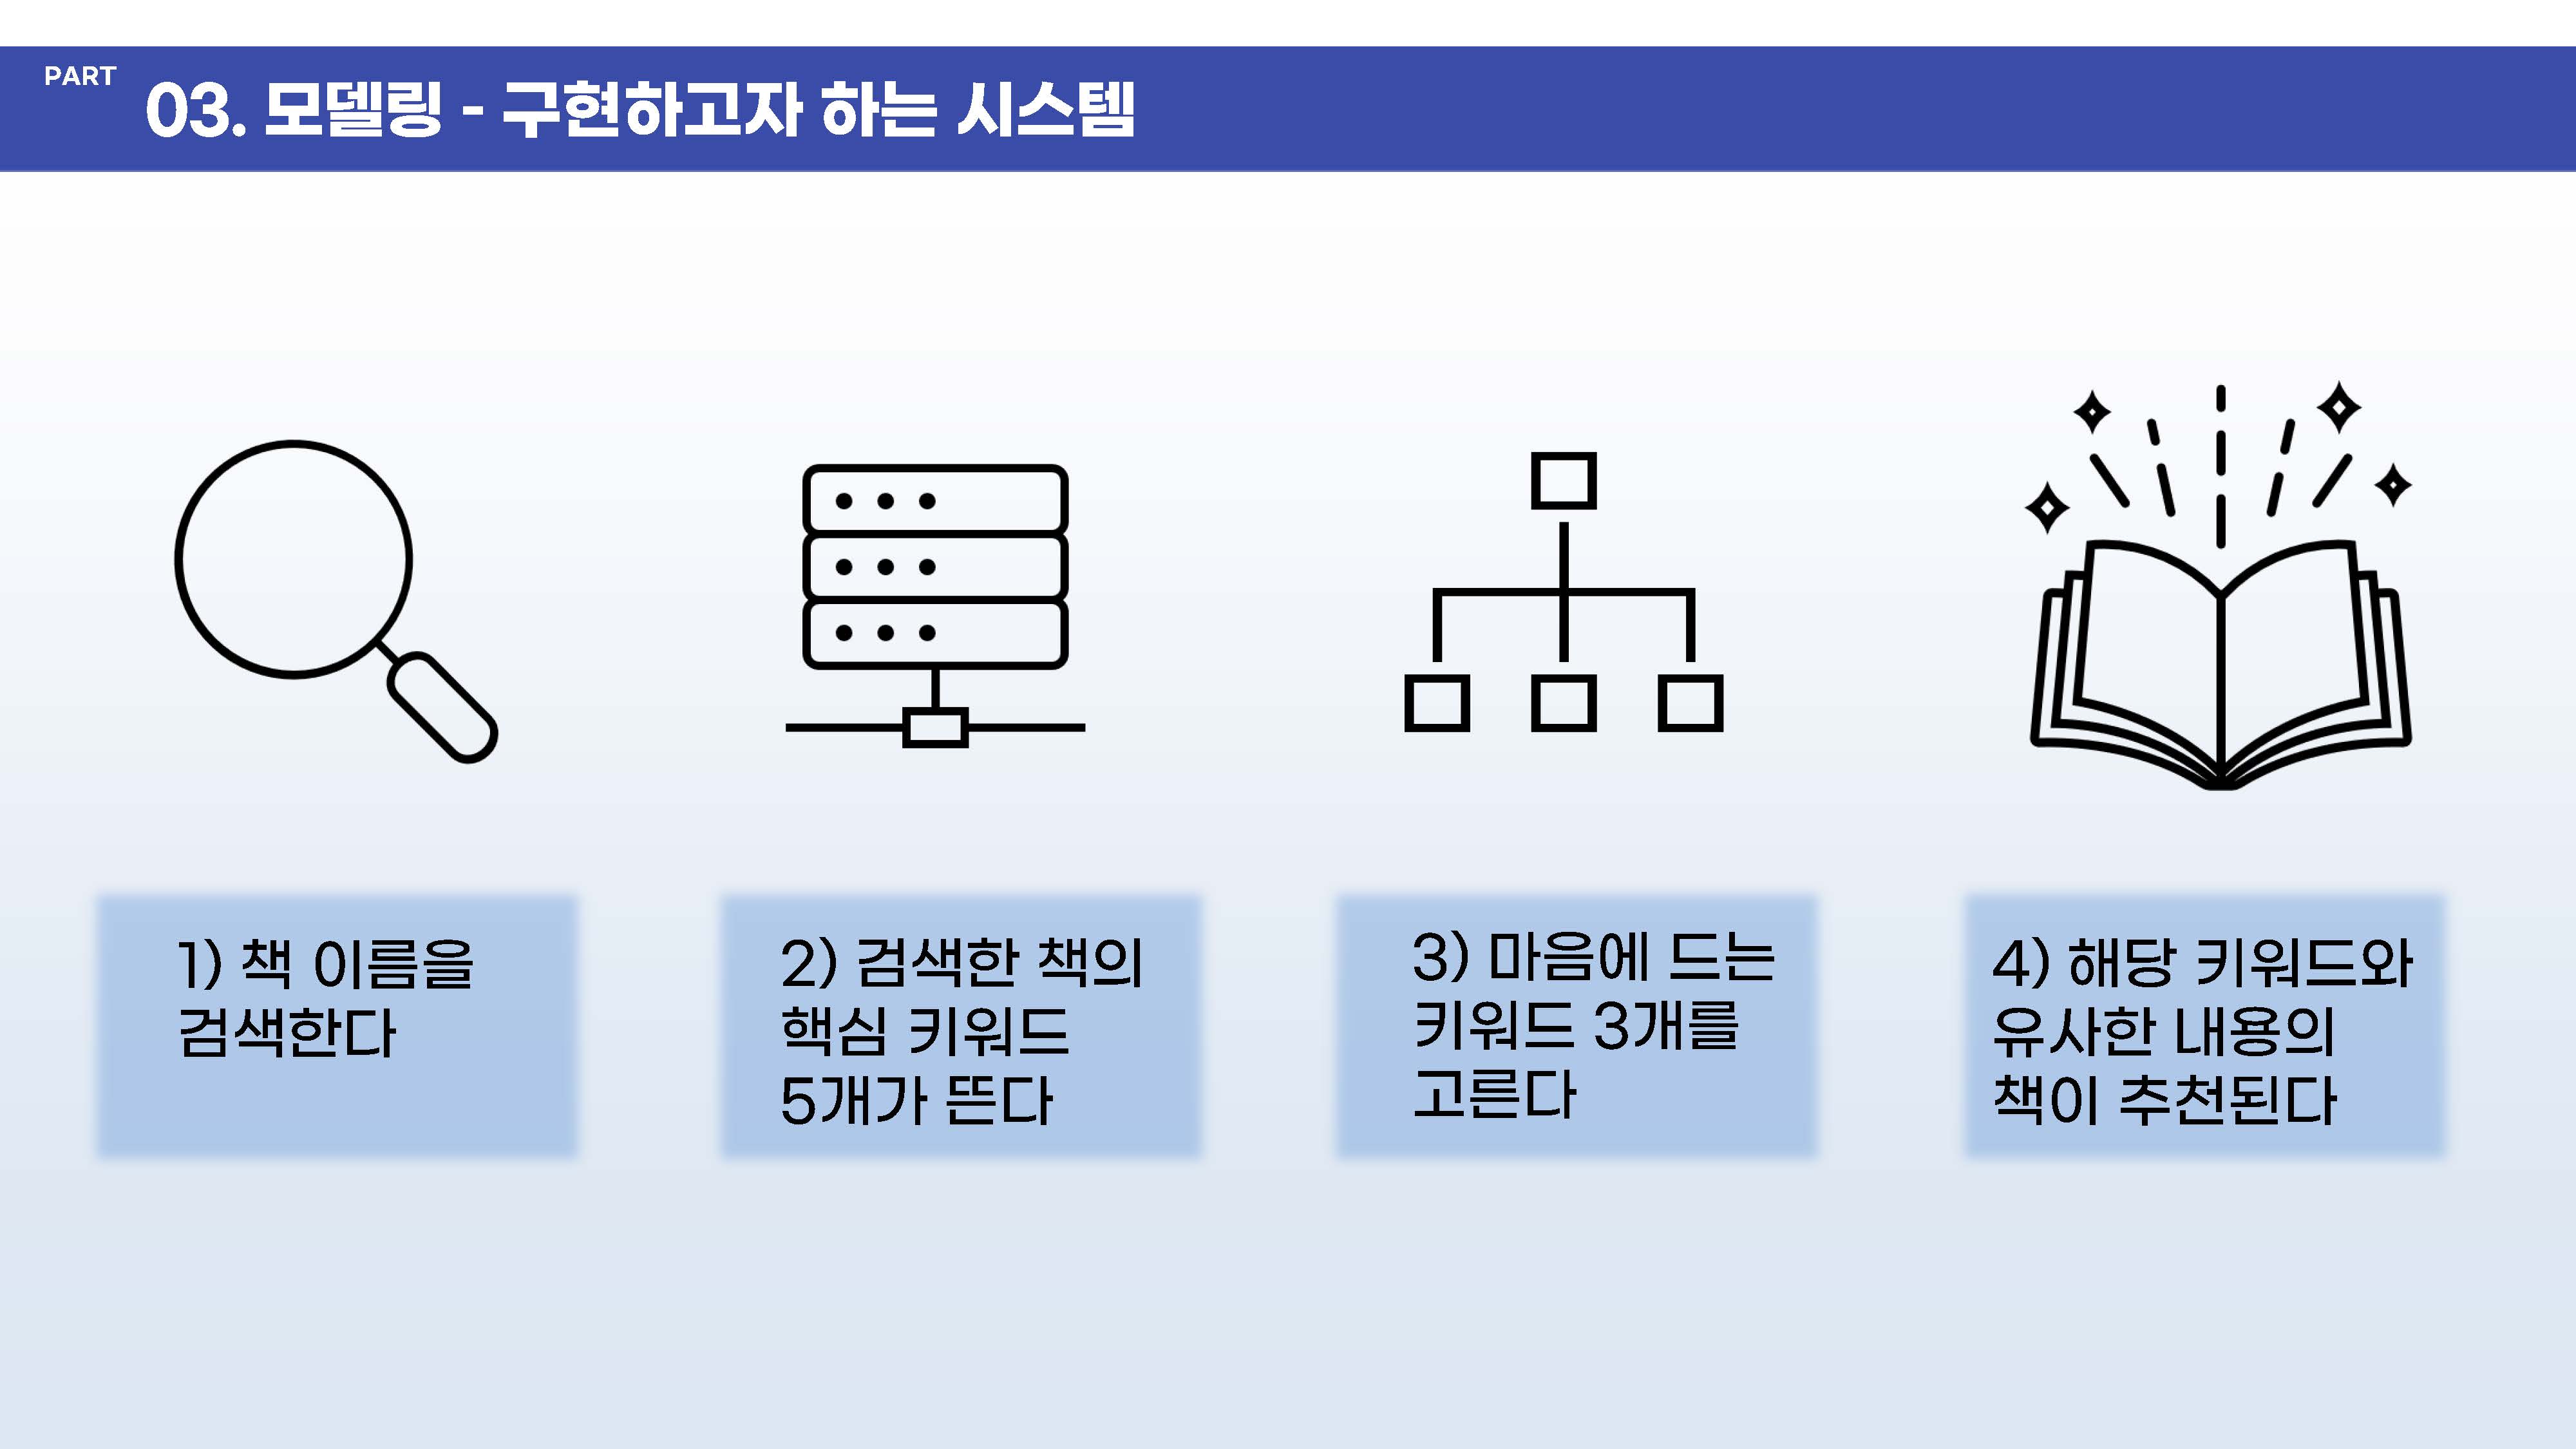 PART
03. 모델링 - 구현하고자 하는 시스템
1) 책 이름을
검색한다
2) 검색한 책의
핵심 키워드
5개가 뜬다
3) 마음에 드는
키워드 3개를
고른다
4) 해당 키워드와
유사한 내용의
책이 추천된다